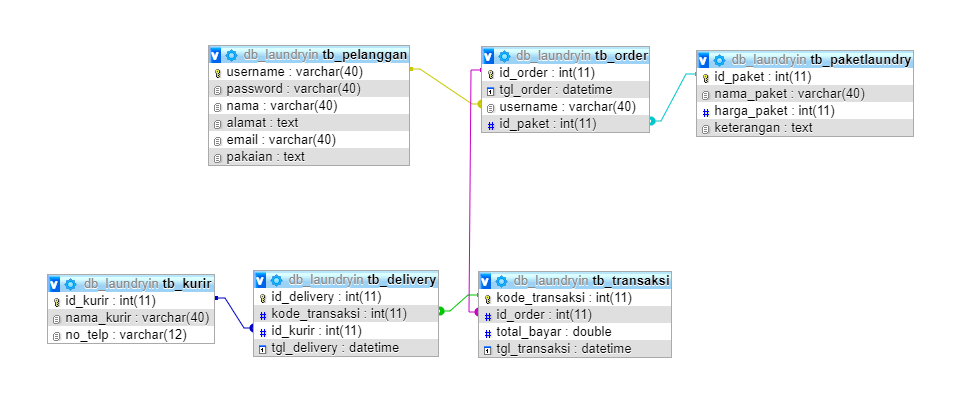 db_laundryin tb_pelanggan
username : varchar(40)
password : varchar(40)
nama : varchar(40)
alamat : text
email : varchar(40)
pakaian : text
db_laundryin tb_order
id_order : int(11)
tgl_order : datetime
username : varchar(40)
id_paket : int(11)
db_laundryin tb_paketlaundry
id_paket : int(11)
nama_paket : varchar(40)
harga_paket : int(11)
keterangan : text
db_laundryin tb_kurir
id_kurir : int(11)
nama_kurir : varchar(40)
no_telp : varchar(12)
db_laundryin tb_delivery
id_delivery : int(11)
kode_transaksi : int(11)
id_kurir : int(11)
tgl_delivery : datetime
db_laundryin tb_transaksi
kode_transaksi : int(11)
id_order : int(11)
total_bayar : double
tgl_transaksi : datetime